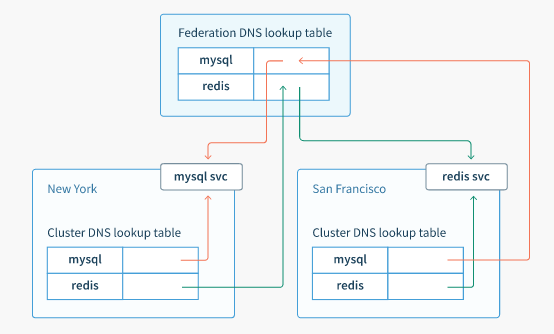 Federation DNS lookup table
mysql
redis
mysql svc
redis svc
New York
San Francisco
Cluster DNS lookup table
mysql
redis
Cluster DNS lookup table
mysql
redis